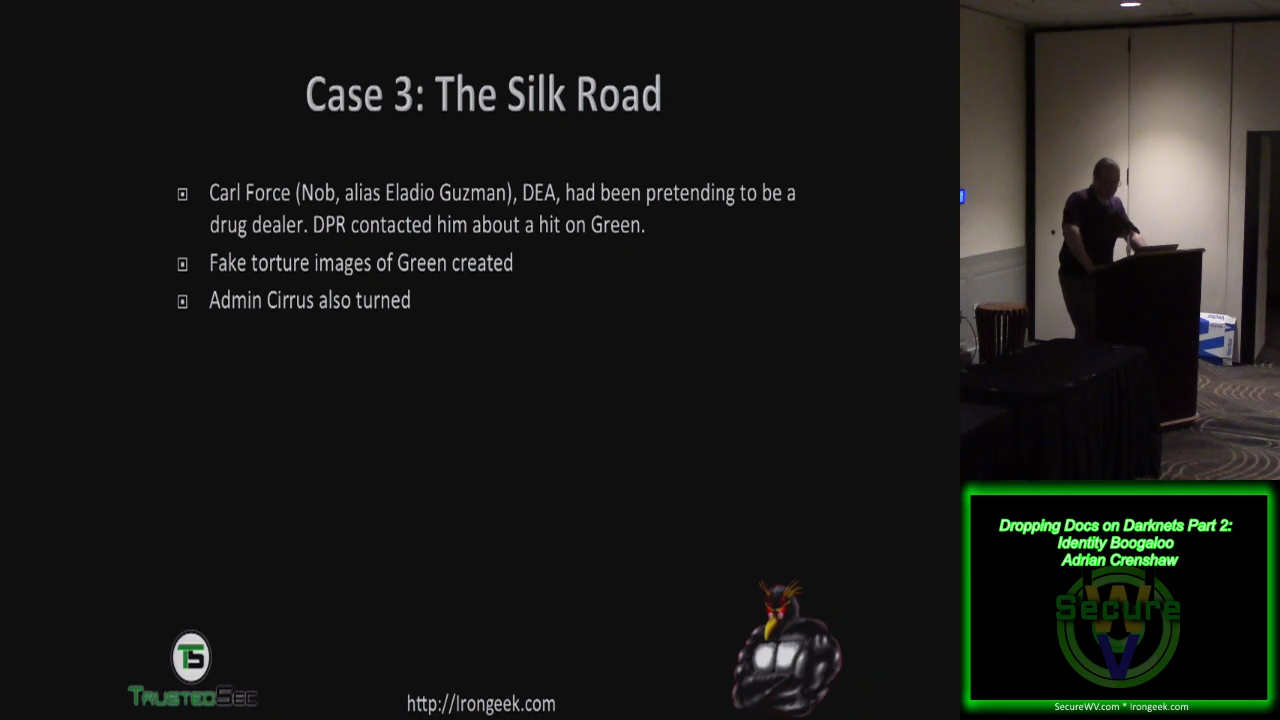 Case 3: The Silk Road
Carl Force (Nob, alias Eladio Guzman), DEA, had been pretending to be a
drug dealer. DPR contacted him about a hit on Green.
Fake torture images of Green created
Admin Cirrus also turned
TS
TRUSTEDSEC
http://Irongeek.com
Dropping Docs on Darknets Part 2:
Identity Boogaloo
Adrian Crenshaw
Secure
WV
SecureWV.com * Irongeek.com